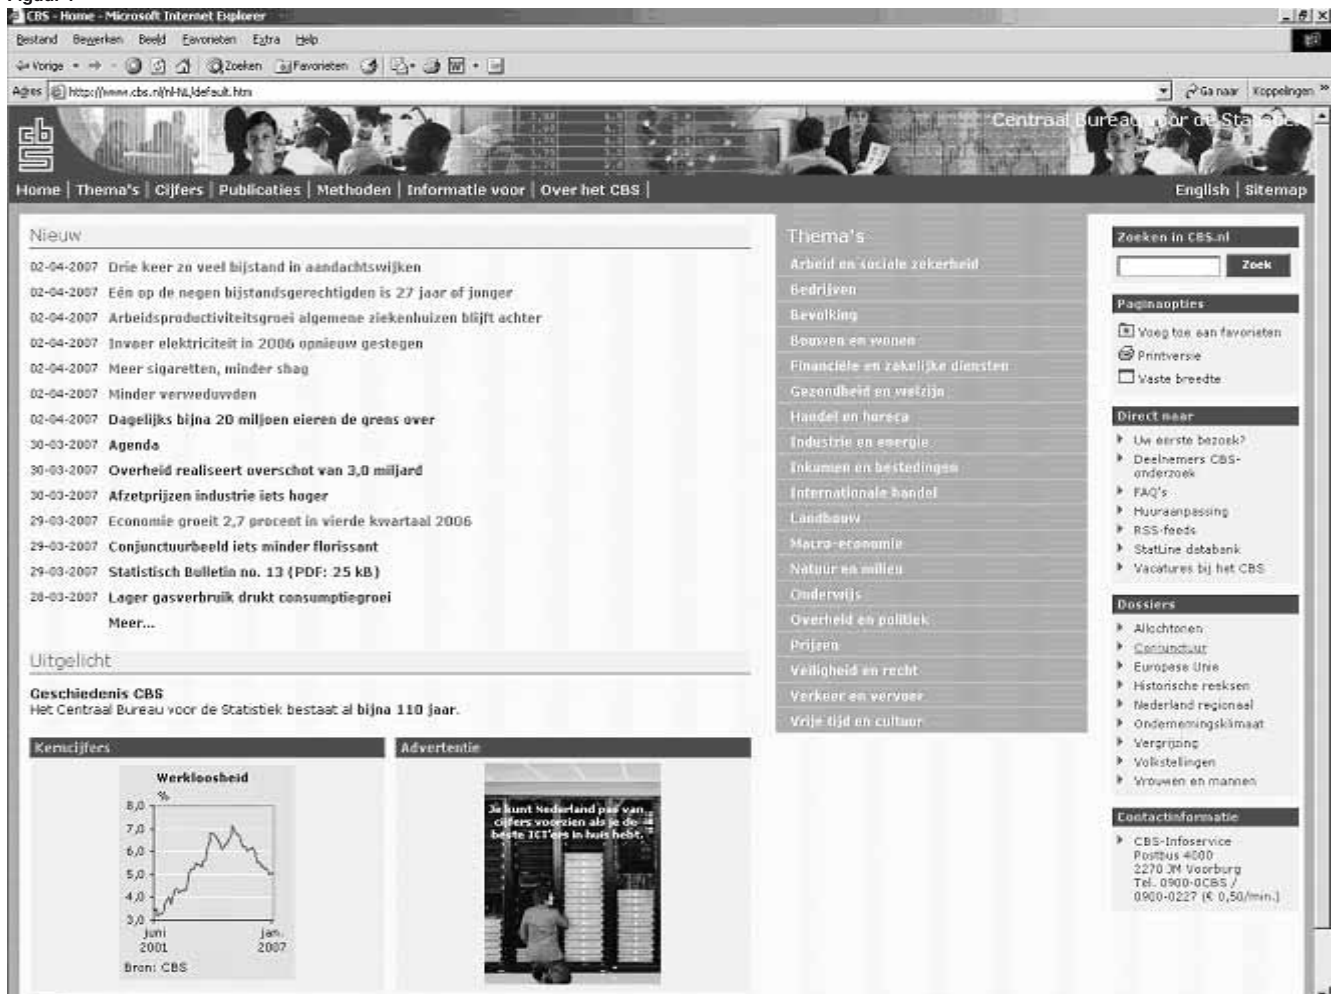 CBS - Home - Microsoft Internet Explorer
Bestand Bewerken Beeld Favorieten Extra Help
Vorige Zoeken Favorieten
Adres http://www.cbs.nl/nl-NL/default.htm Ga naar Koppelingen
cbs
Centraal Bureau voor de Statistiek
Home | Thema's | Cijfers | Publicaties | Methoden | Informatie voor | Over het CBS |
English | Sitemap
Nieuw
02-04-2007 Drie keer zo veel bijstand in aandachtswijken
02-04-2007 Eén op de negen bijstandsgerechtigden is 27 jaar of jonger
02-04-2007 Arbeidsproductiviteitsgroei algemene ziekenhuizen blijft achter
02-04-2007 Invoer elektriciteit in 2006 opnieuw gestegen
02-04-2007 Meer sigaretten, minder shag
02-04-2007 Minder verweduwden
02-04-2007 Dagelijks bijna 20 miljoen eieren de grens over
30-03-2007 Agenda
30-03-2007 Overheid realiseert overschot van 3,0 miljard
30-03-2007 Afzetprijzen industrie iets hoger
29-03-2007 Economie groeit 2,7 procent in vierde kwartaal 2006
29-03-2007 Conjunctuurbeeld iets minder florissant
29-03-2007 Statistisch Bulletin no. 13 (PDF: 25 kB)
28-03-2007 Lager gasverbruik drukt consumptiegroei
Meer...
Uitgelicht
Geschiedenis CBS
Het Centraal Bureau voor de Statistiek bestaat al bijna 110 jaar.
Kerncijfers
Werkloosheid
%
8,0
7,0
6,0
5,0
4,0
3,0
juni jan.
2001 2007
Bron: CBS
Advertentie
Je kunt Nederland pas van
cijfers voorzien als je de
beste ICT'ers in huis hebt.
Thema's
Arbeid en sociale zekerheid
Bedrijven
Bevolking
Bouwen en wonen
Financiële en zakelijke diensten
Gezondheid en welzijn
Handel en horeca
Industrie en energie
Inkomen en bestedingen
Internationale handel
Landbouw
Macro-economie
Natuur en milieu
Onderwijs
Overheid en politiek
Prijzen
Veiligheid en recht
Verkeer en vervoer
Vrije tijd en cultuur
Zoeken in CBS.nl
Zoek
Paginaopties
Voeg toe aan favorieten
Printversie
Vaste breedte
Direct naar
Uw eerste bezoek?
Deelnemers CBS-
onderzoek
FAQ's
Huuraanpassing
RSS-feeds
StatLine databank
Vacatures bij het CBS
Dossiers
Allochtonen
Conjunctuur
Europese Unie
Historische reeksen
Nederland regionaal
Ondernemingsklimaat
Vergrijzing
Volkstellingen
Vrouwen en mannen
Contactinformatie
CBS-Infoservice
Postbus 4000
2270 JM Voorburg
Tel. 0900-0CBS /
0900-0227 (€ 0,50/min.)